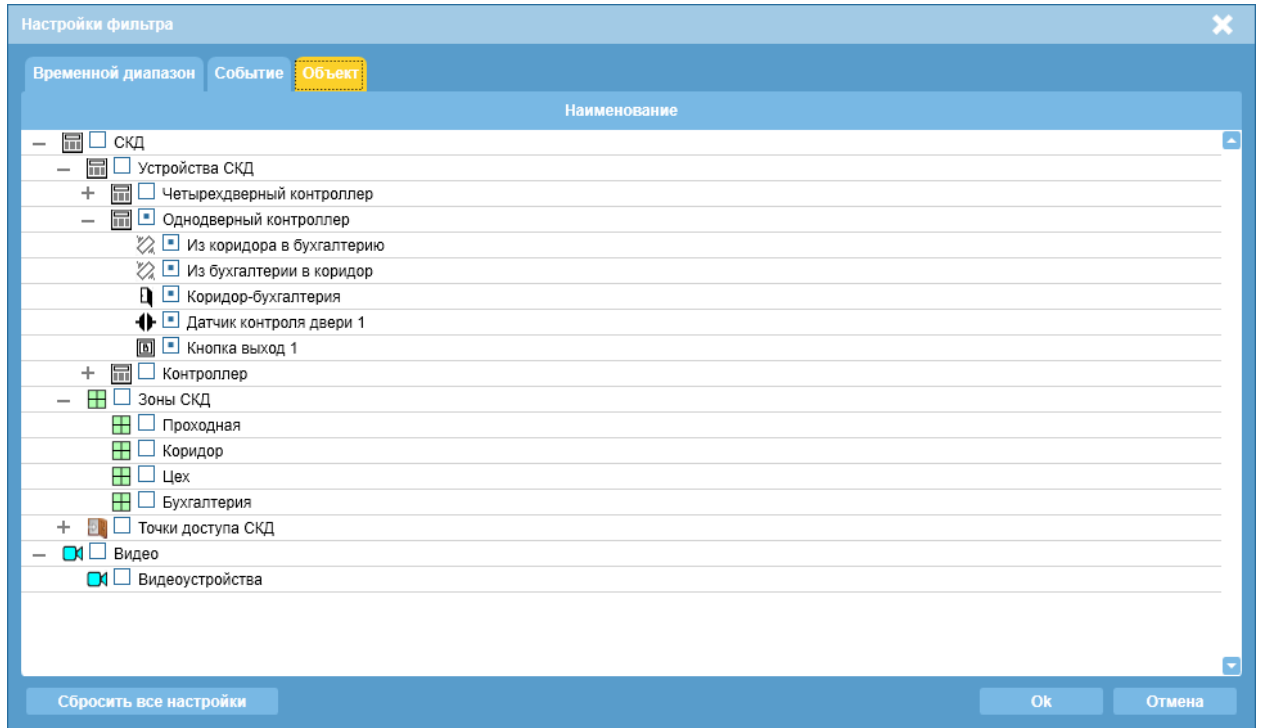 Настройки фильтра
Временной диапазон Событие Объект
Наименование
СКД
Устройства СКД
Четырехдверный контроллер
Однодверный контроллер
Из коридора в бухгалтерию
Из бухгалтерии в коридор
Коридор-бухгалтерия
Датчик контроля двери 1
Кнопка выход 1
Контроллер
Зоны СКД
Проходная
Коридор
Цех
Бухгалтерия
Точки доступа СКД
Видео
Видеоустройства
Сбросить все настройки Ok Отмена